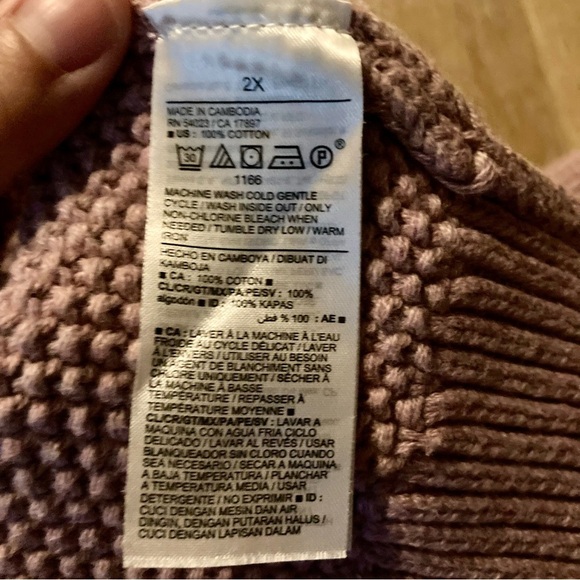 2X
MADE IN CAMBODIA
RN 54023 / CA 17897
■ US : 100% COTTON
30 P ®
1166
MACHINE WASH COLD GENTLE
CYCLE / WASH INSIDE OUT / ONLY
NON-CHLORINE BLEACH WHEN
NEEDED / TUMBLE DRY LOW / WARM
IRON
HECHO EN CAMBOYA / DIBUAT DI
KAMBOJA
■ CA : 100% COTON ■
CL/CR/GT/MX/PA/PE/SV : 100%
algodón ■ ID : 100% KAPAS
■ AE : 100 % قطن
■ CA : LAVER À LA MACHINE À L'EAU
FROIDE AU CYCLE DÉLICAT / LAVER
À L'ENVERS / UTILISER AU BESOIN
UN AGENT DE BLANCHIMENT SANS
CHLORE UNIQUEMENT / SÉCHER À
LA MACHINE À BASSE
TEMPÉRATURE / REPASSER À
TEMPÉRATURE MOYENNE ■
CL/CR/GT/MX/PA/PE/SV : LAVAR A
MAQUINA CON AGUA FRIA CICLO
DELICADO / LAVAR AL REVÉS / USAR
BLANQUEADOR SIN CLORO CUANDO
SEA NECESARIO / SECAR A MAQUINA
A BAJA TEMPERATURA / PLANCHAR
A TEMPERATURA MEDIA / USAR
DETERGENTE / NO EXPRIMIR ■ ID :
CUCI DENGAN MESIN DAN AIR
DINGIN, DENGAN PUTARAN HALUS /
CUCI DENGAN LAPISAN DALAM